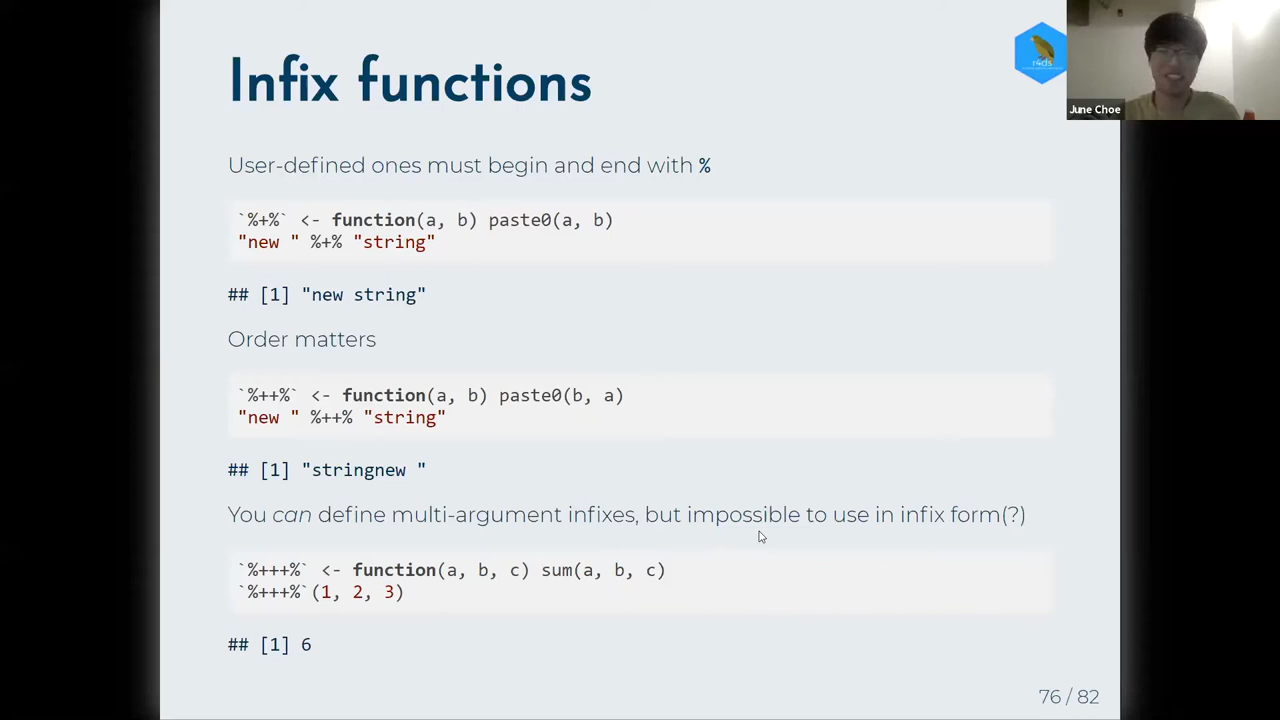 Infix functions
r4ds
June Choe
User-defined ones must begin and end with %
`%+%` <- function(a, b) paste0(a, b)
"new " %+% "string"
## [1] "new string"
Order matters
`%++%` <- function(a, b) paste0(b, a)
"new " %++% "string"
## [1] "stringnew "
You can define multi-argument infixes, but impossible to use in infix form(?)
`%+++%` <- function(a, b, c) sum(a, b, c)
`%+++%`(1, 2, 3)
## [1] 6
76 / 82